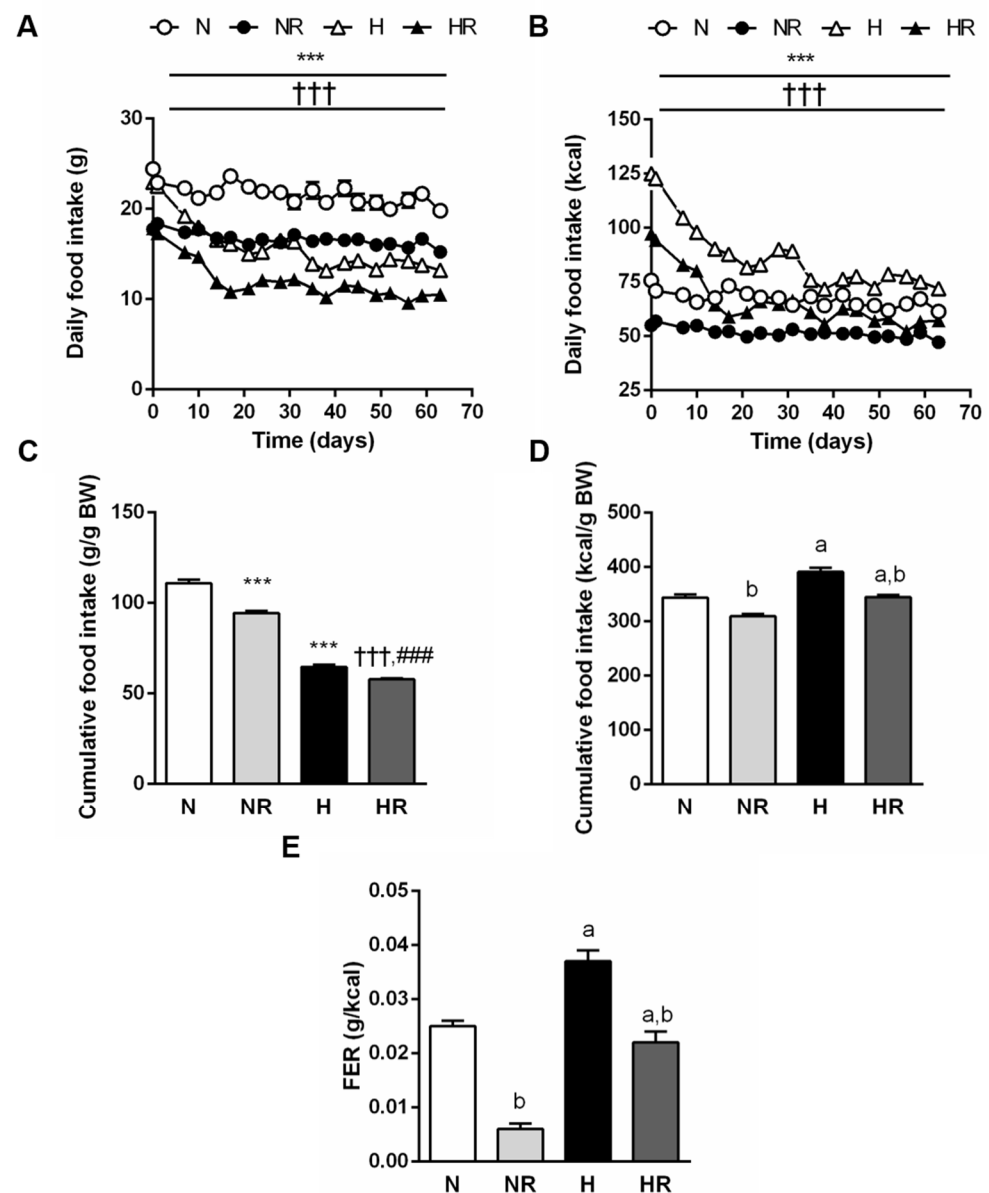 A
N NR H HR
***
†††
30
20
10
0
Daily food intake (g)
0 10 20 30 40 50 60 70
Time (days)
B
N NR H HR
***
†††
150
125
100
75
50
25
Daily food intake (kcal)
0 10 20 30 40 50 60 70
Time (days)
C
150
100
50
0
Cumulative food intake (g/g BW)
***
***
†††,###
N NR H HR
D
500
400
300
200
100
0
Cumulative food intake (kcal/g BW)
b
a
a,b
N NR H HR
E
0.05
0.04
0.03
0.02
0.01
0.00
FER (g/kcal)
b
a
a,b
N NR H HR